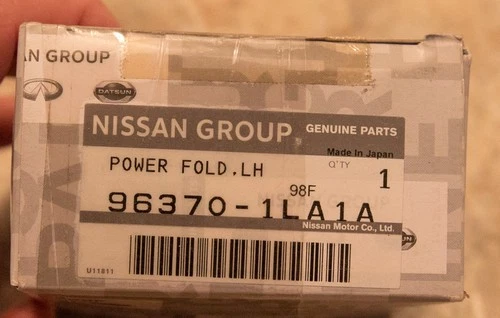 N GROUP
DATSUN
NISSAN GROUP GENUINE PARTS
Made In Japan
POWER FOLD.LH
Q'TY 1
98F
96370-1LA1A
Nissan Motor Co., Ltd.
U11811